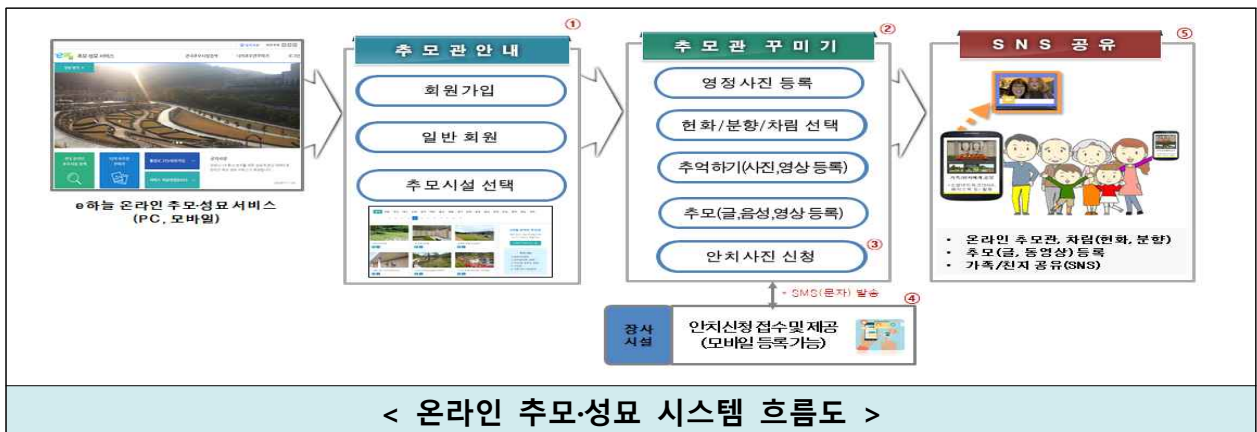 추모·성묘 서비스
e하늘 온라인 추모·성묘 서비스
(PC, 모바일)
①
추모관안내
회원가입
일반 회원
추모시설 선택
②
추모관 꾸미기
영정사진 등록
헌화/분향/차림 선택
추억하기(사진,영상 등록)
추모(글,음성,영상 등록)
안치사진 신청
③
- SMS(문자) 발송
④
장사
시설
안치신청 접수및 제공
(모바일 등록가능)
⑤
SNS 공유
• 온라인 추모관, 차림(헌화, 분향)
• 추모(글, 동영상)등록
• 가족/친지 공유(SNS)
< 온라인 추모·성묘 시스템 흐름도 >